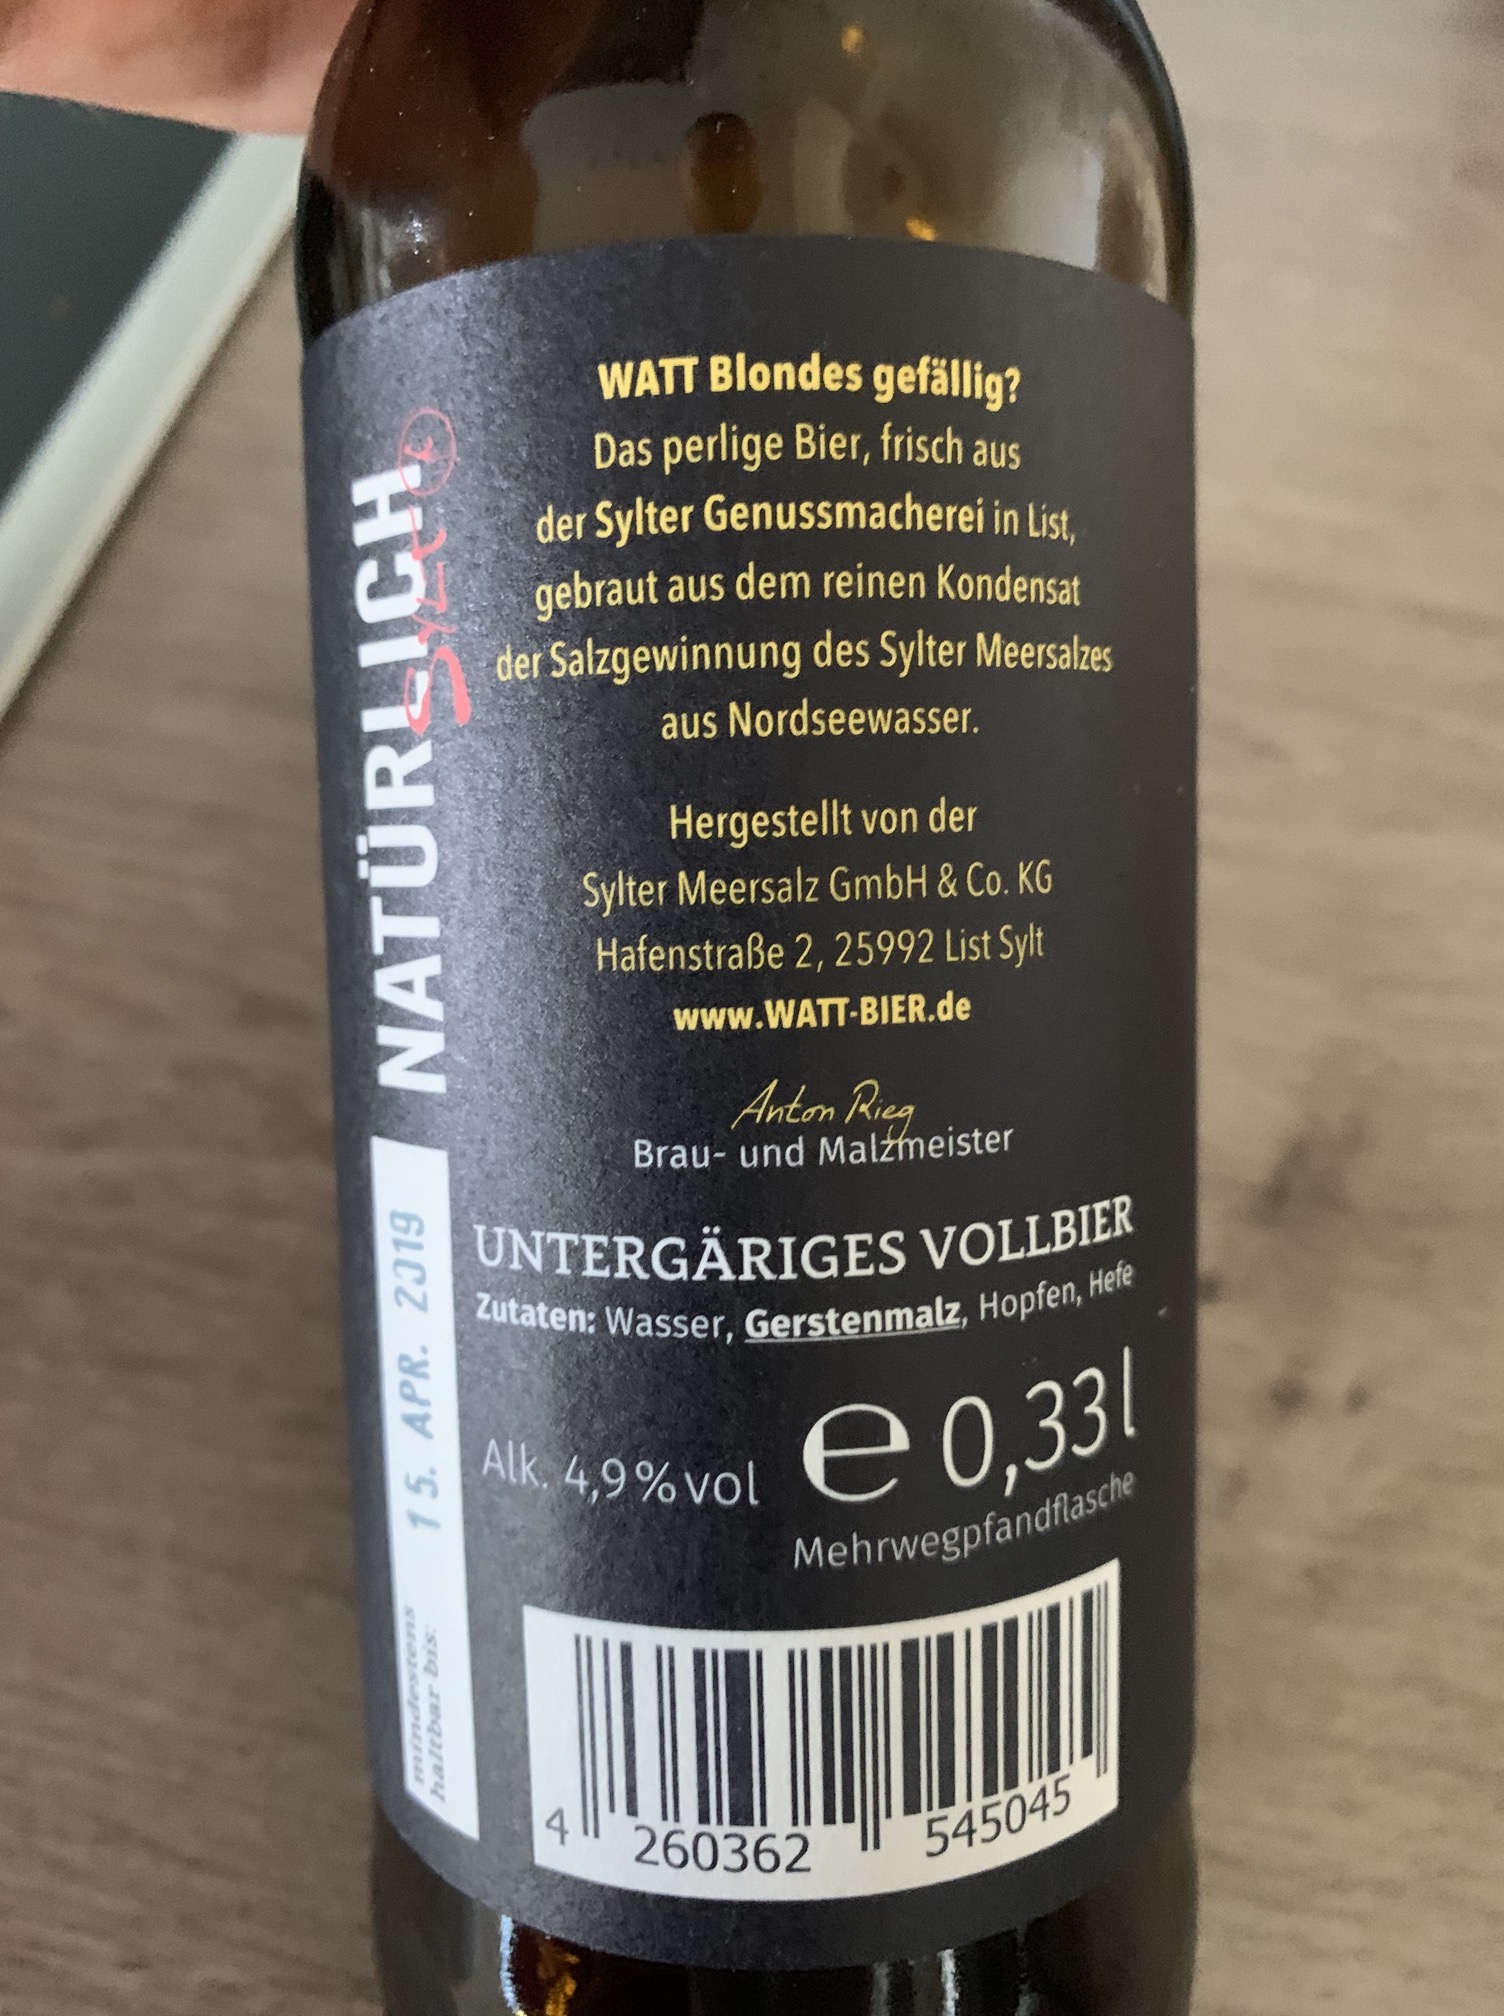 WATT Blondes gefällig?
Das perlige Bier, frisch aus
der Sylter Genussmacherei in List,
gebraut aus dem reinen Kondensat
der Salzgewinnung des Sylter Meersalzes
aus Nordseewasser.
Hergestellt von der
Sylter Meersalz GmbH & Co. KG
Hafenstraße 2, 25992 List Sylt
www.WATT-BIER.de
Anton Rieg
Brau- und Malzmeister
UNTERGÄRIGES VOLLBIER
Zutaten: Wasser, Gerstenmalz, Hopfen, Hefe
Alk. 4,9%vol
℮ 0,33l
Mehrwegpfandflasche
4 260362 545045
NATÜRLICH
SYLT
mindestens
haltbar bis:
15. APR. 2019